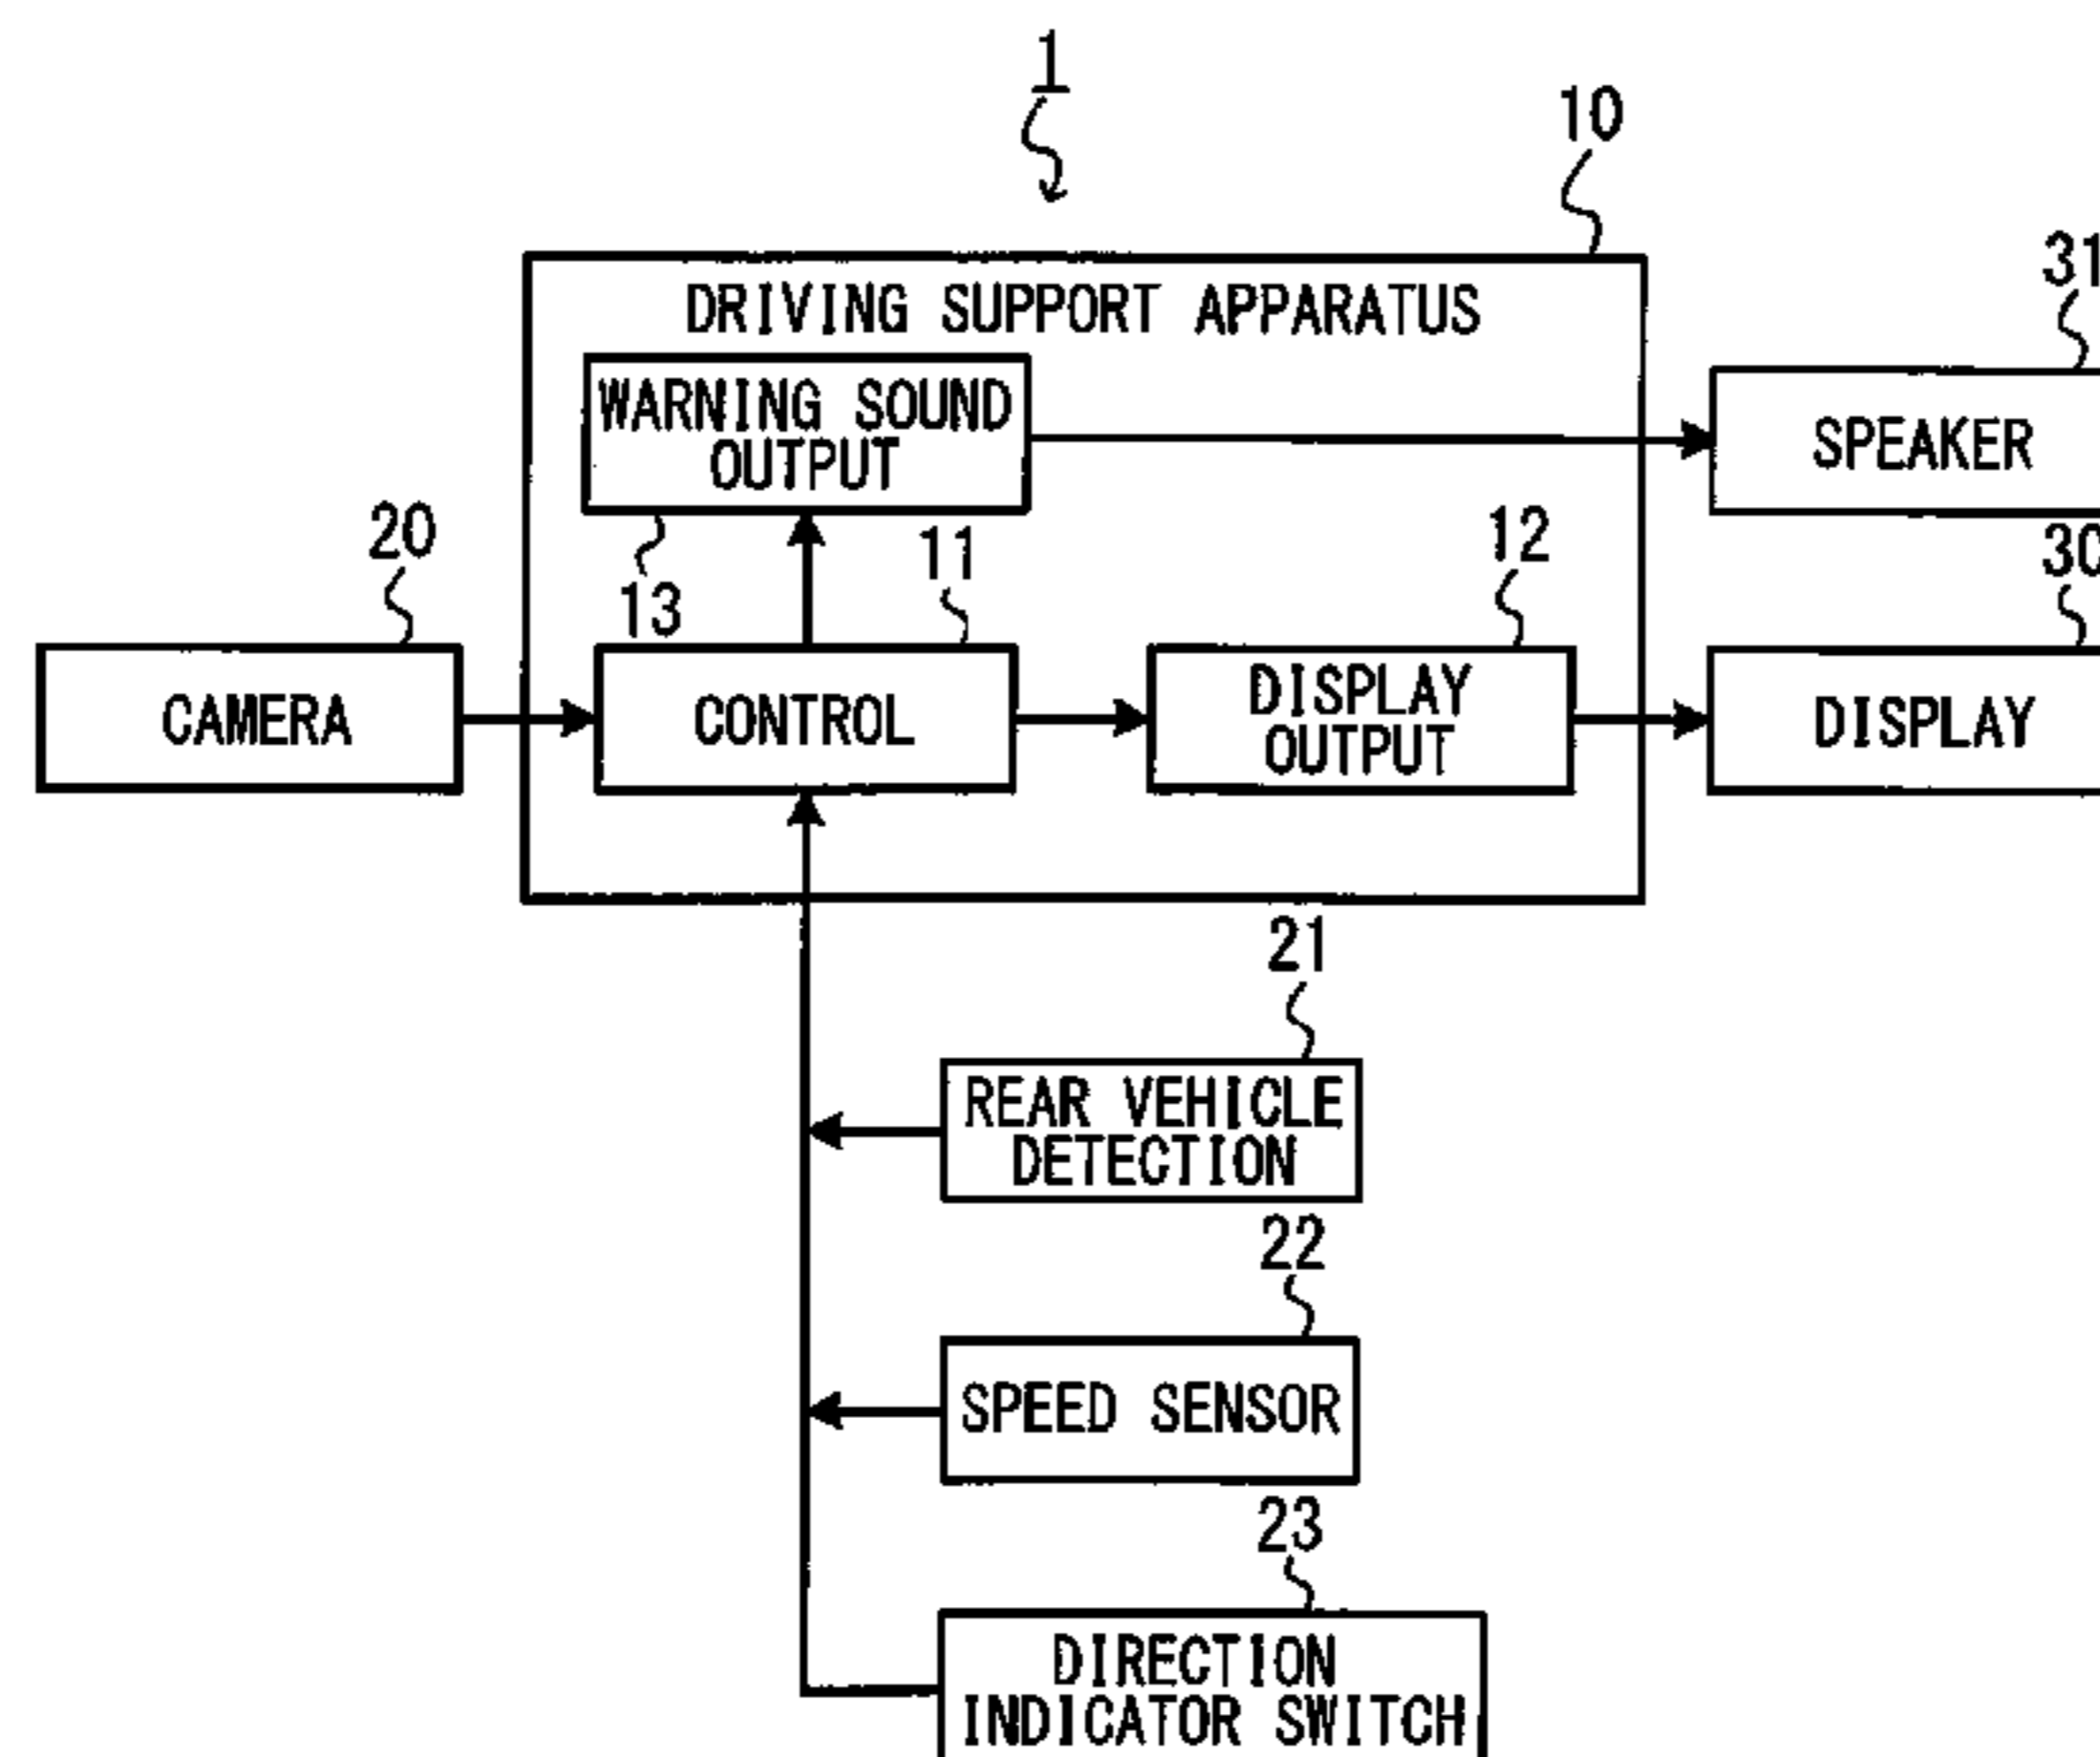 1
10
DRIVING SUPPORT APPARATUS
31
WARNING SOUND
OUTPUT
SPEAKER
20
13
11
12
30
CAMERA
CONTROL
DISPLAY
OUTPUT
DISPLAY
21
REAR VEHICLE
DETECTION
22
SPEED SENSOR
23
DIRECTION
INDICATOR SWITCH